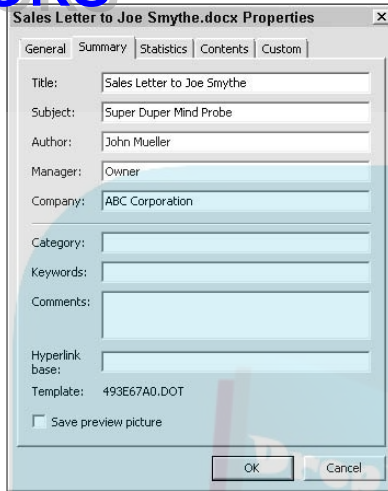 Sales Letter to Joe Smythe.docx Properties
General Summary Statistics Contents Custom
Title: Sales Letter to Joe Smythe
Subject: Super Duper Mind Probe
Author: John Mueller
Manager: Owner
Company: ABC Corporation
Category:
Keywords:
Comments:
Hyperlink
base:
Template: 493E67A0.DOT
Save preview picture
OK Cancel